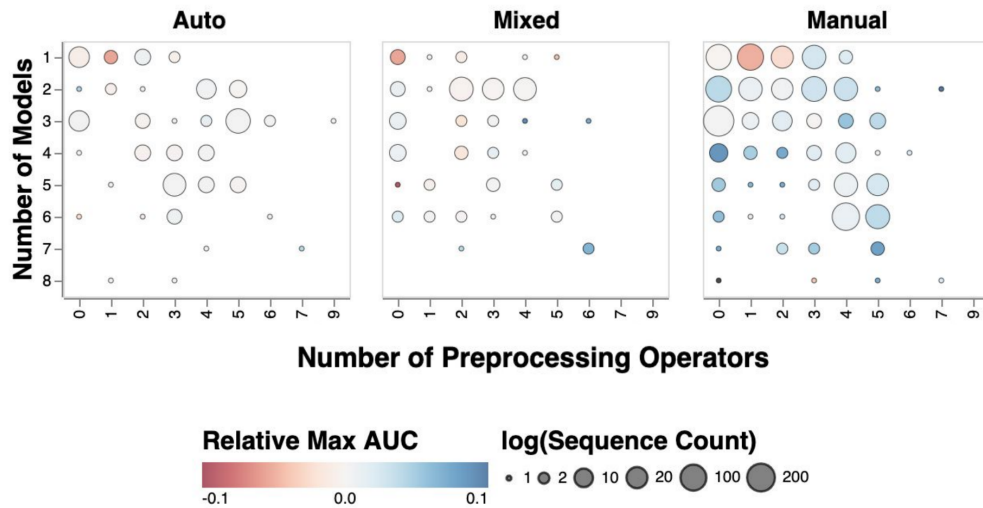 Auto
Mixed
Manual
Number of Models
1
2
3
4
5
6
7
8
0 1 2 3 4 5 6 7 9
0 1 2 3 4 5 6 7 9
0 1 2 3 4 5 6 7 9
Number of Preprocessing Operators
Relative Max AUC
-0.1 0.0 0.1
log(Sequence Count)
1 2 10 20 100 200